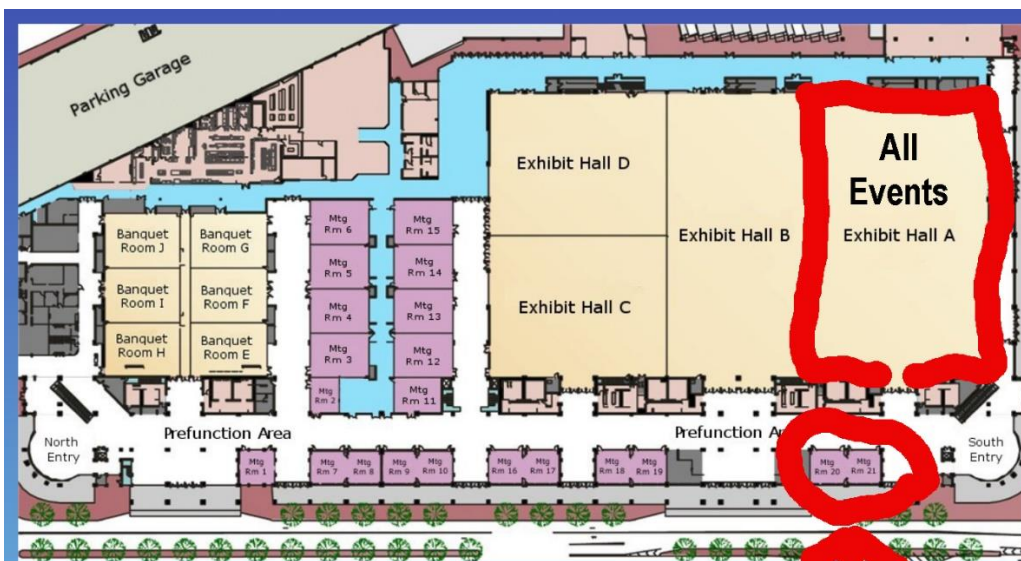 Parking Garage
All
Events
Exhibit Hall D
Exhibit Hall B
Exhibit Hall A
Exhibit Hall C
Banquet
Room J
Banquet
Room G
Banquet
Room I
Banquet
Room F
Banquet
Room H
Banquet
Room E
Mtg
Rm 6
Mtg
Rm 15
Mtg
Rm 5
Mtg
Rm 14
Mtg
Rm 4
Mtg
Rm 13
Mtg
Rm 3
Mtg
Rm 12
Mtg
Rm 2
Mtg
Rm 11
North
Entry
Prefunction Area
Prefunction Ar
South
Entry
Mtg
Rm 1
Mtg
Rm 7
Mtg
Rm 8
Mtg
Rm 9
Mtg
Rm 10
Mtg
Rm 16
Mtg
Rm 17
Mtg
Rm 18
Mtg
Rm 19
Mtg
Rm 20
Mtg
Rm 21